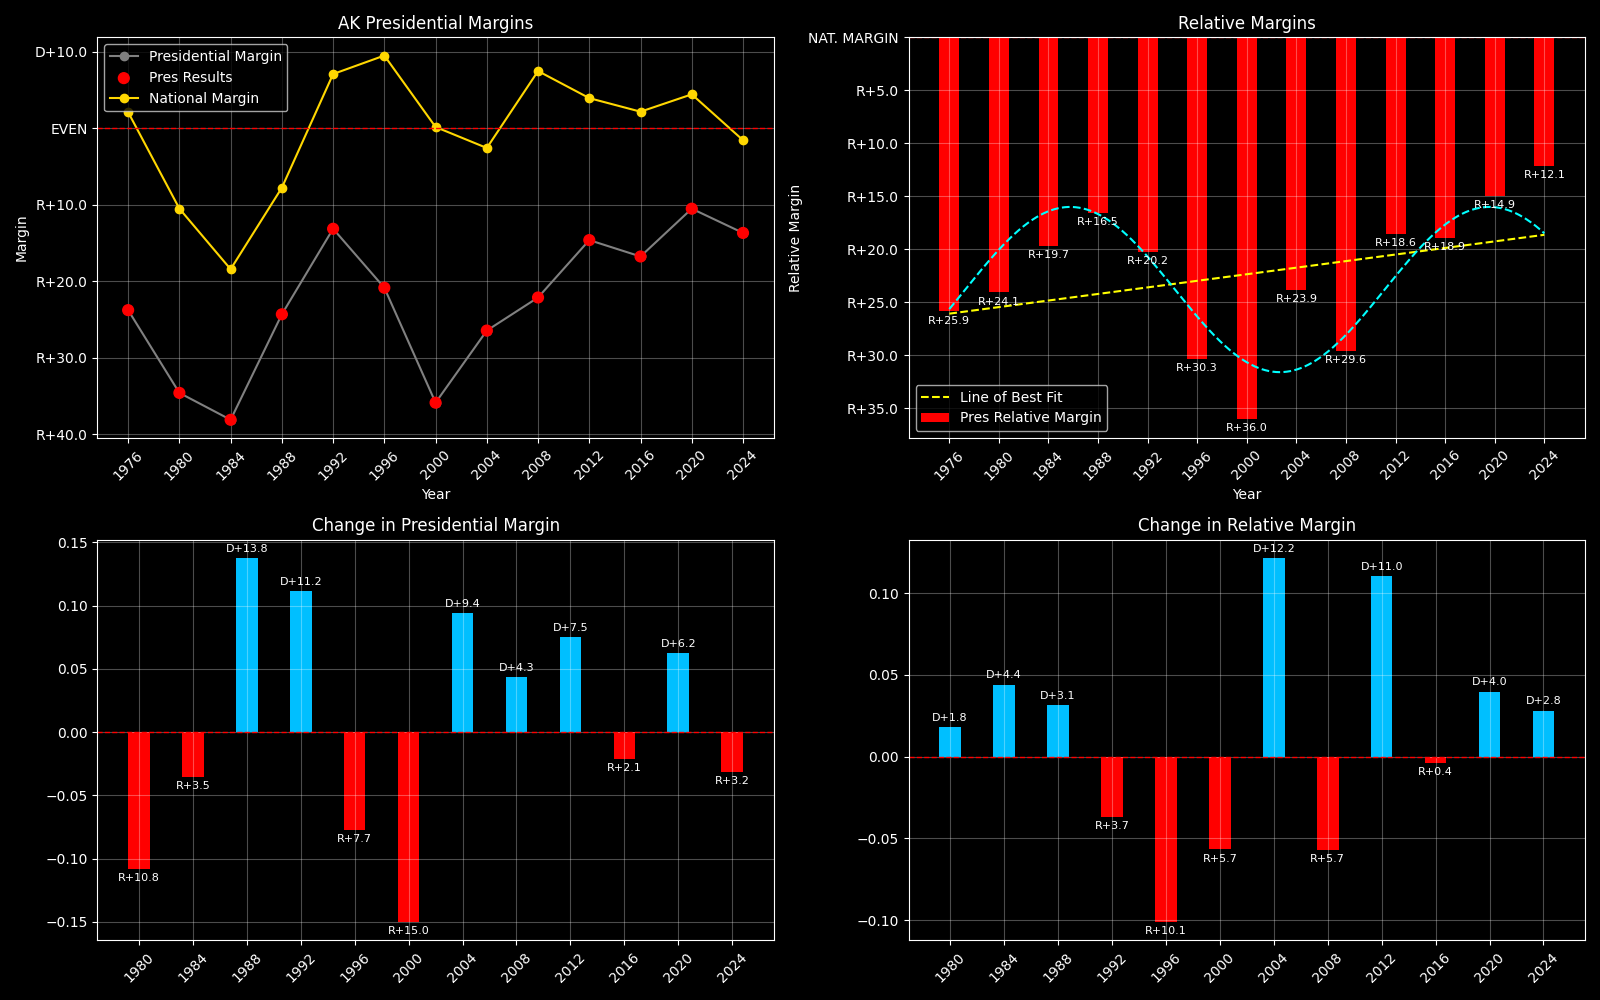 AK Presidential Margins
Presidential Margin
Pres Results
National Margin
D+10.0
EVEN
R+10.0
R+20.0
R+30.0
R+40.0
Margin
1976
1980
1984
1988
1992
1996
2000
2004
2008
2012
2016
2020
2024
Year
Relative Margins
NAT. MARGIN
R+5.0
R+10.0
R+15.0
R+20.0
R+25.0
R+30.0
R+35.0
Relative Margin
R+25.9
R+24.1
R+19.7
R+16.5
R+20.2
R+30.3
R+36.0
R+23.9
R+29.6
R+18.6
R+18.9
R+14.9
R+12.1
Line of Best Fit
Pres Relative Margin
1976
1980
1984
1988
1992
1996
2000
2004
2008
2012
2016
2020
2024
Year
Change in Presidential Margin
0.15
0.10
0.05
0.00
−0.05
−0.10
−0.15
R+10.8
R+3.5
D+13.8
D+11.2
R+7.7
R+15.0
D+9.4
D+4.3
D+7.5
R+2.1
D+6.2
R+3.2
1980
1984
1988
1992
1996
2000
2004
2008
2012
2016
2020
2024
Change in Relative Margin
0.10
0.05
0.00
−0.05
−0.10
D+1.8
D+4.4
D+3.1
R+3.7
R+10.1
R+5.7
D+12.2
R+5.7
D+11.0
R+0.4
D+4.0
D+2.8
1980
1984
1988
1992
1996
2000
2004
2008
2012
2016
2020
2024